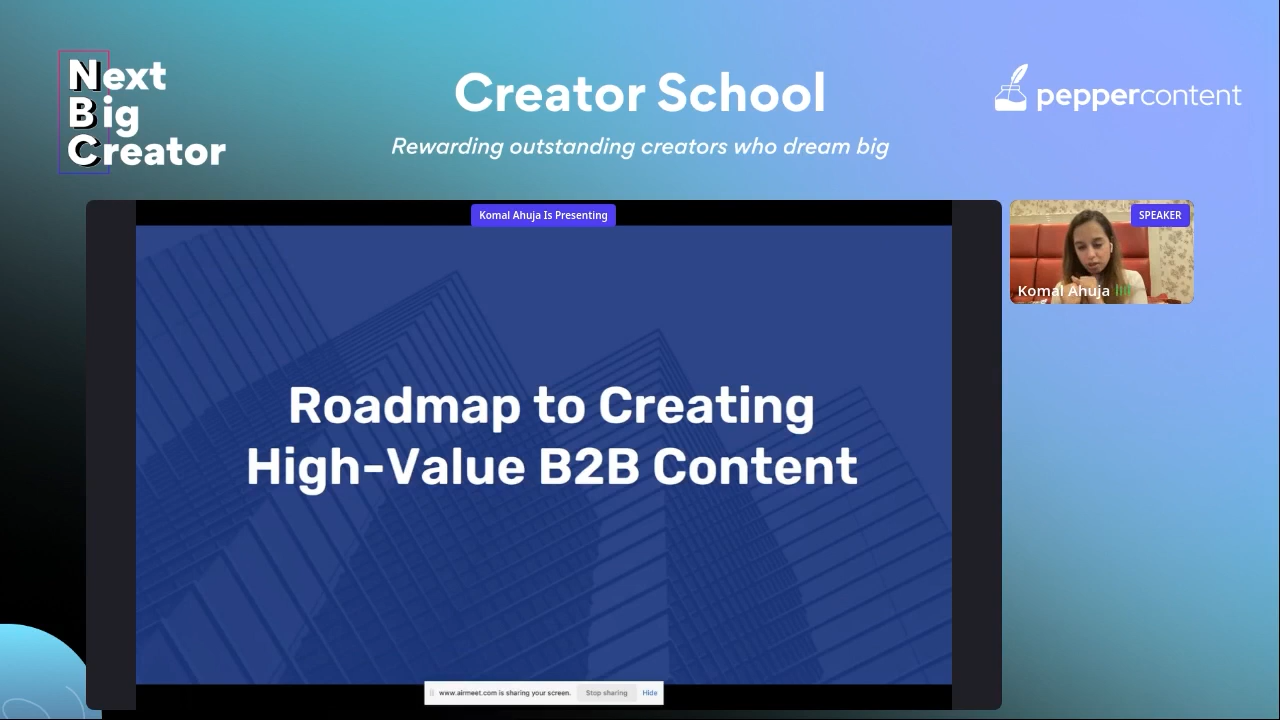 Next
Big
Creator
Creator School
Rewarding outstanding creators who dream big
peppercontent
Komal Ahuja Is Presenting
SPEAKER
Komal Ahuja
Roadmap to Creating
High-Value B2B Content
www.airmeet.com is sharing your screen. Stop sharing Hide